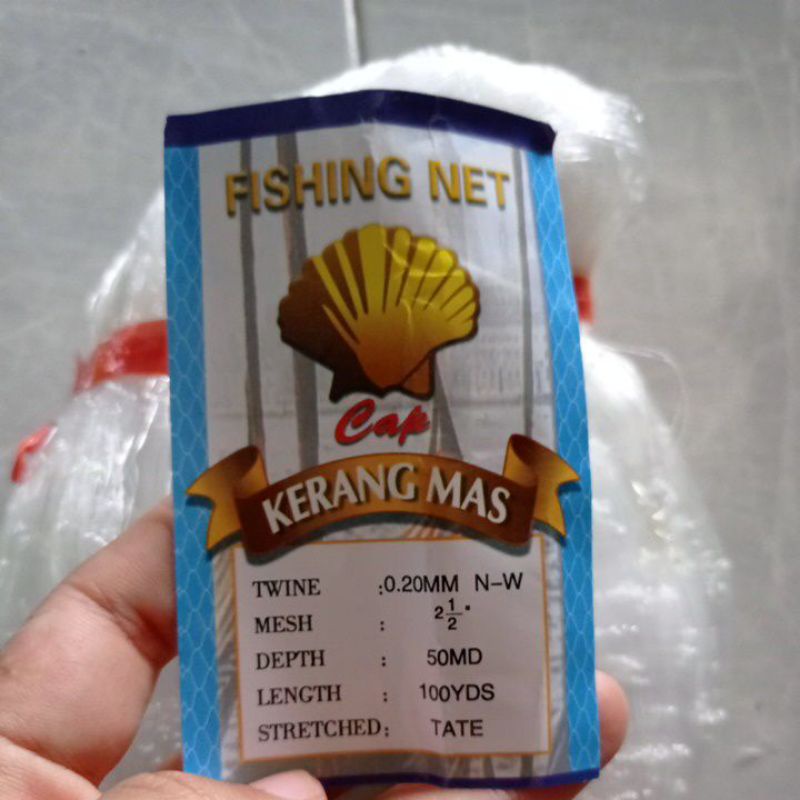 FISHING NET
Cap
KERANG MAS
TWINE :0.20MM N-W
MESH : 2 1/2"
DEPTH : 50MD
LENGTH : 100YDS
STRETCHED: TATE